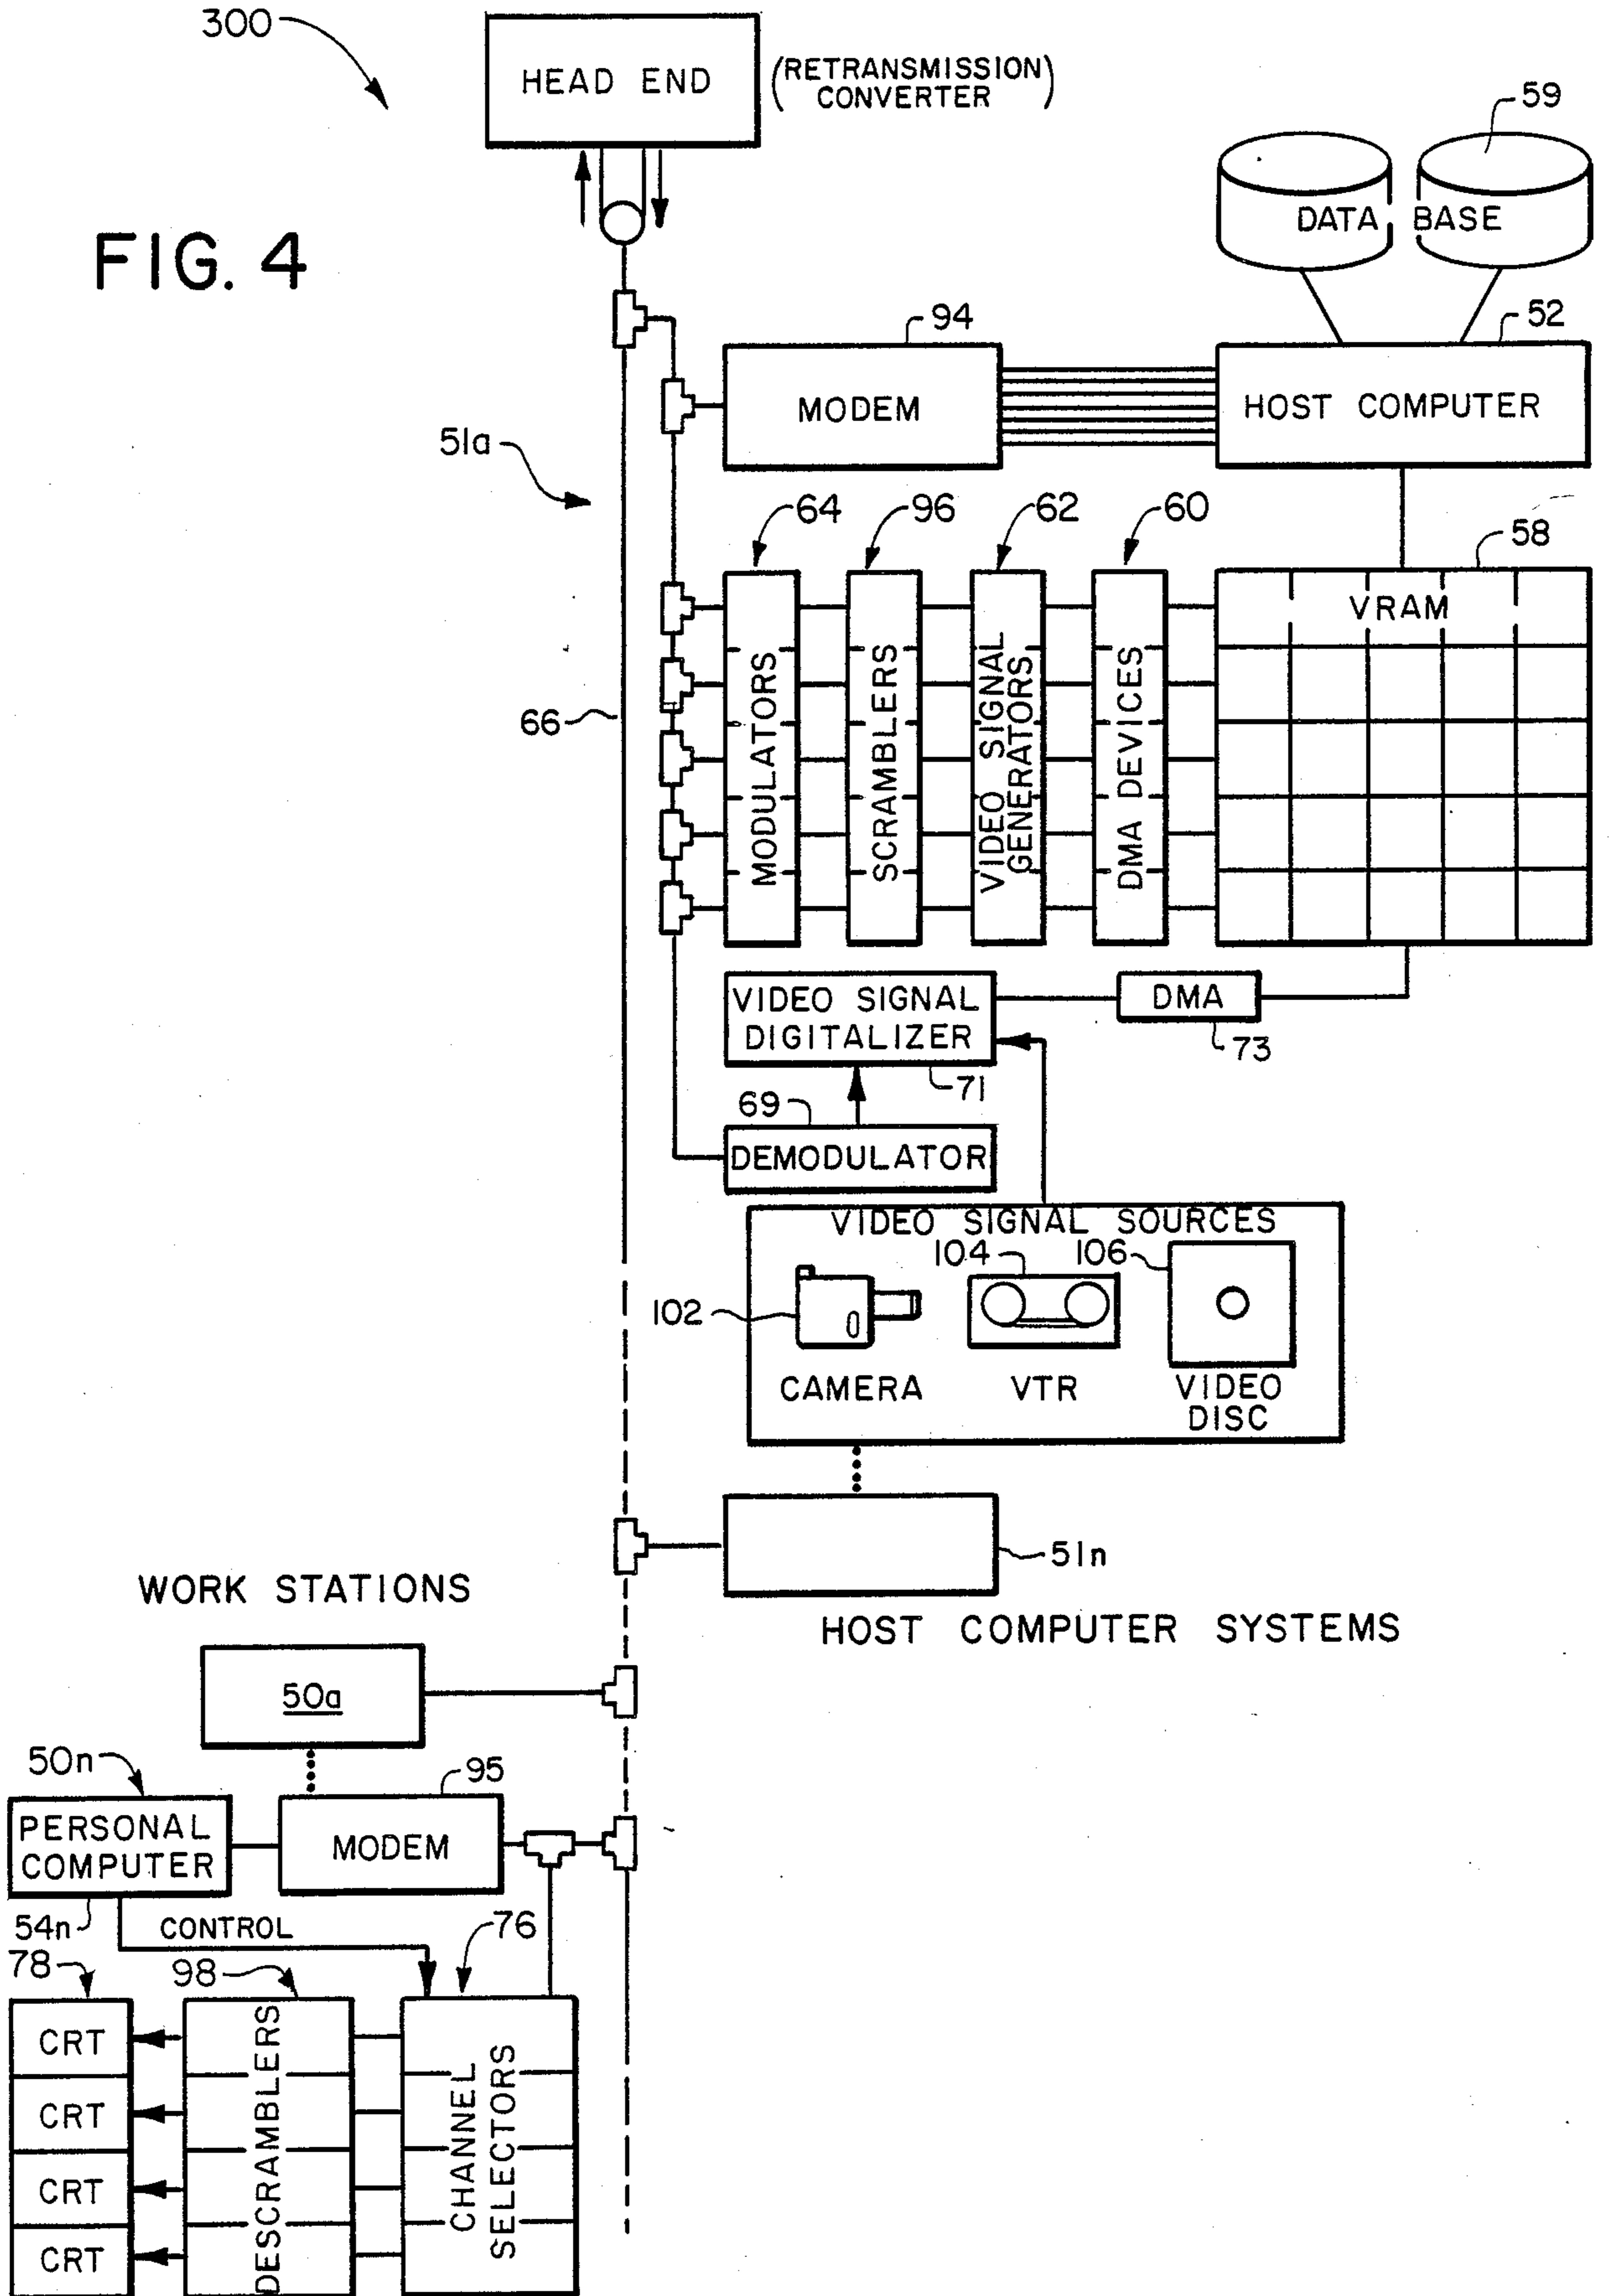 300
HEAD END
(RETRANSMISSION)
CONVERTER
FIG. 4
59
DATA BASE
52
HOST COMPUTER
94
MODEM
51a
64
96
62
60
58
VRAM
MODULATORS
SCRAMBLERS
VIDEO SIGNAL
GENERATORS
DMA DEVICES
66
VIDEO SIGNAL
DIGITALIZER
71
DMA
73
69
DEMODULATOR
VIDEO SIGNAL SOURCES
102
104
106
CAMERA
VTR
VIDEO
DISC
51n
HOST COMPUTER SYSTEMS
WORK STATIONS
50a
50n
PERSONAL
COMPUTER
54n
95
MODEM
CONTROL
76
78
98
CRT
CRT
CRT
CRT
DESCRAMBLERS
CHANNEL
SELECTORS